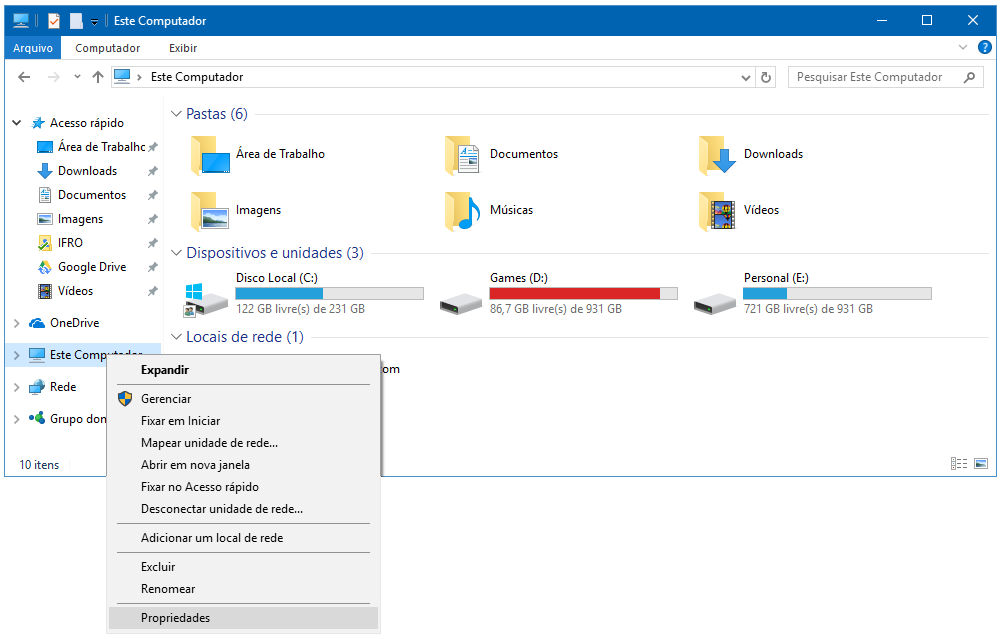 Este Computador
Arquivo Computador Exibir
Este Computador Pesquisar Este Computador
Acesso rápido
Área de Trabalho
Downloads
Documentos
Imagens
IFRO
Google Drive
Vídeos
OneDrive
Este Computador
Rede
Grupo dom
10 itens
Pastas (6)
Área de Trabalho Documentos Downloads
Imagens Músicas Vídeos
Dispositivos e unidades (3)
Disco Local (C:)
122 GB livre(s) de 231 GB
Games (D:)
86,7 GB livre(s) de 931 GB
Personal (E:)
721 GB livre(s) de 931 GB
Locais de rede (1)
om
Expandir
Gerenciar
Fixar em Iniciar
Mapear unidade de rede...
Abrir em nova janela
Fixar no Acesso rápido
Desconectar unidade de rede...
Adicionar um local de rede
Excluir
Renomear
Propriedades